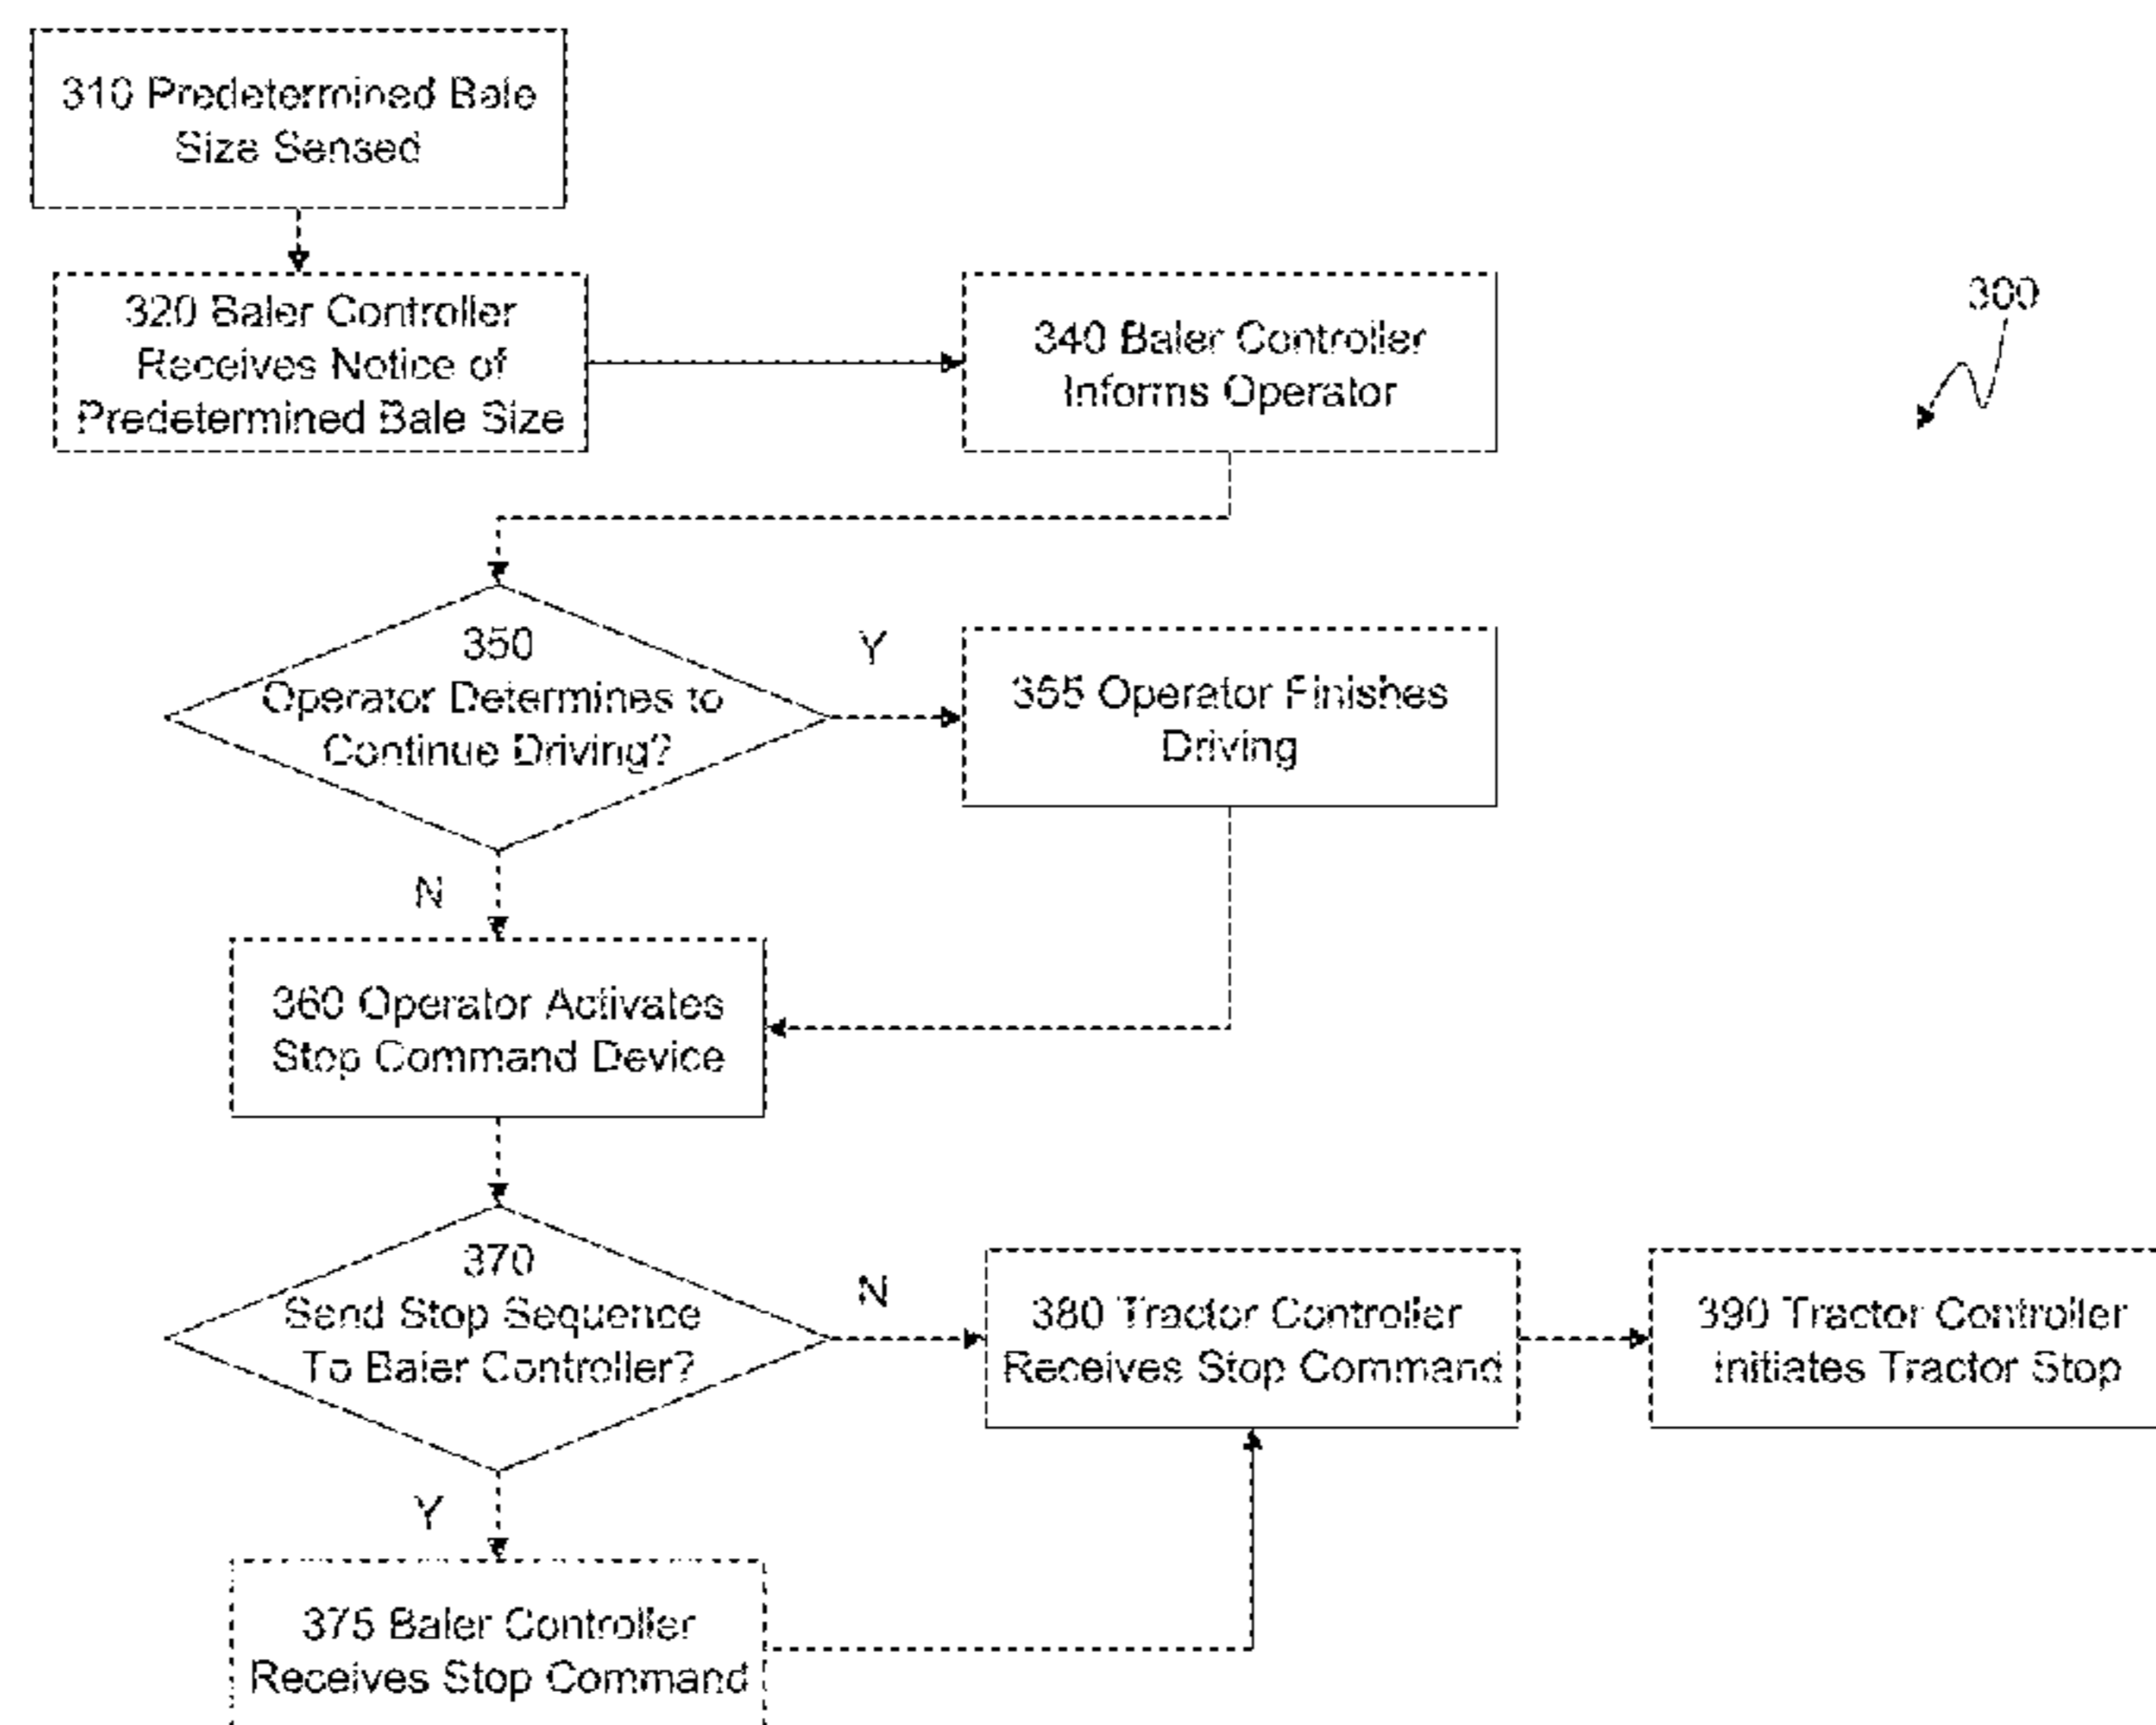 310 Predetermined Bale
Size Sensed
320 Baler Controller
Receives Notice of
Predetermined Bale Size
340 Baler Controller
Informs Operator
300
350
Operator Determines to
Continue Driving?
Y
355 Operator Finishes
Driving
N
360 Operator Activates
Stop Command Device
370
Send Stop Sequence
To Baler Controller?
N
380 Tractor Controller
Receives Stop Command
390 Tractor Controller
Initiates Tractor Stop
Y
375 Baler Controller
Receives Stop Command